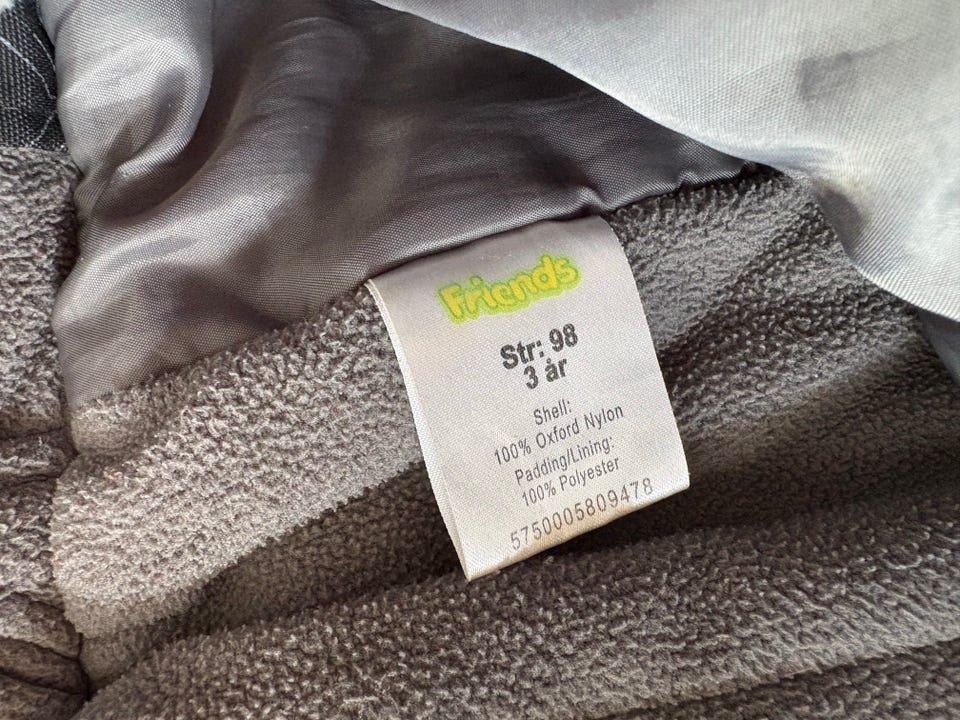 Friends
Str: 98
3 år
Shell:
100% Oxford Nylon
Padding/Lining:
100% Polyester
5750005809478